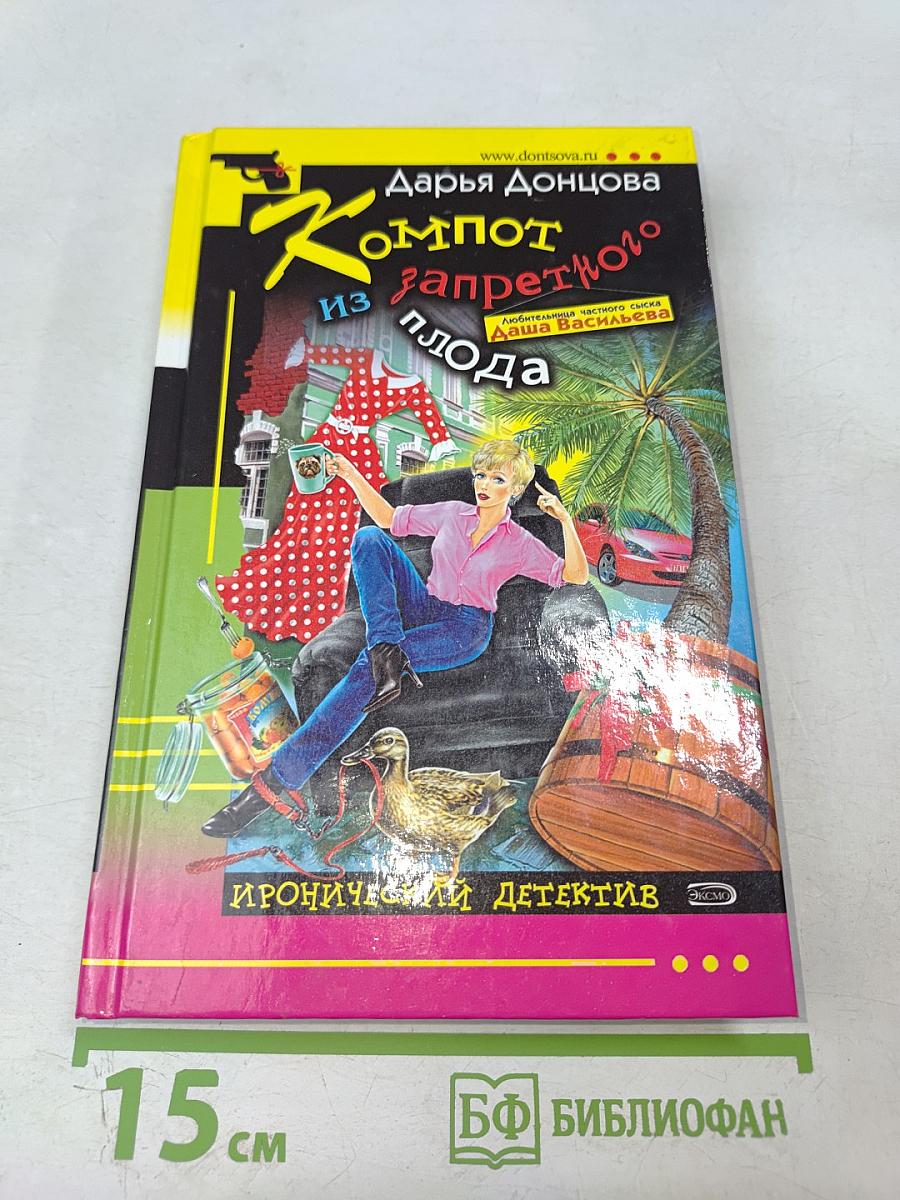 www.dontsova.ru
Дарья Донцова
Компот
из запретного
плода
Любительница частного сыска
Даша Васильева
КОМП
ИРОНИЧЕСКИЙ ДЕТЕКТИВ
ЭКСМО
15 см
БФ БИБЛИОФАН